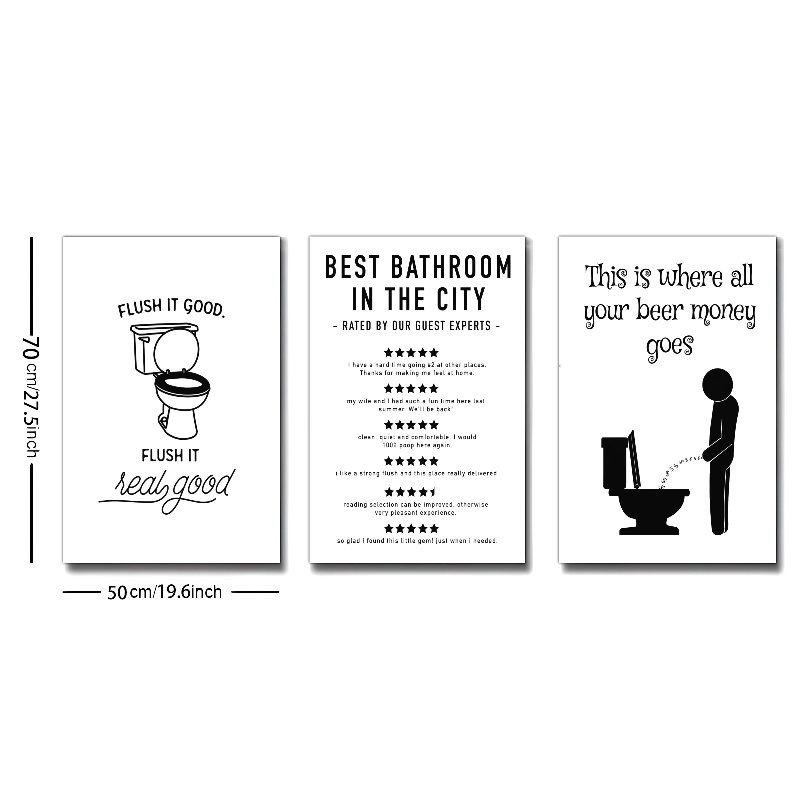 FLUSH IT GOOD.
FLUSH IT
real good
BEST BATHROOM
IN THE CITY
- RATED BY OUR GUEST EXPERTS -
i have a hard time going #2 at other places.
Thanks for making me feel at home.
my wife and I had such a fun time here last
summer. We'll be back!
clean, quiet and comfortable. I would
100% poop here again.
i like a strong flush and this place really delivered.
reading selection can be improved, otherwise
very pleasant experience.
so glad I found this little gem! just when i needed.
This is where all
your beer money
goes
70cm/27.5inch
50cm/19.6inch